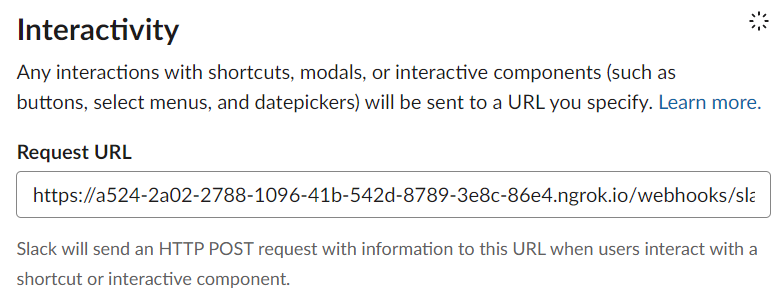 Interactivity
Any interactions with shortcuts, modals, or interactive components (such as
buttons, select menus, and datepickers) will be sent to a URL you specify. Learn more.
Request URL
https://a524-2a02-2788-1096-41b-542d-8789-3e8c-86e4.ngrok.io/webhooks/sla
Slack will send an HTTP POST request with information to this URL when users interact with a
shortcut or interactive component.